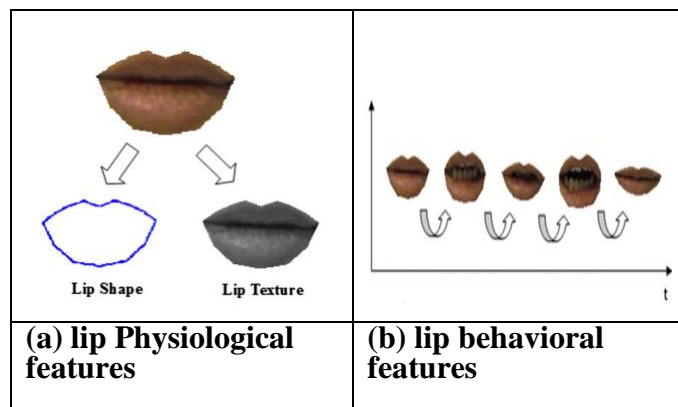 Lip Shape
Lip Texture
t
(a) lip Physiological
features
(b) lip behavioral
features